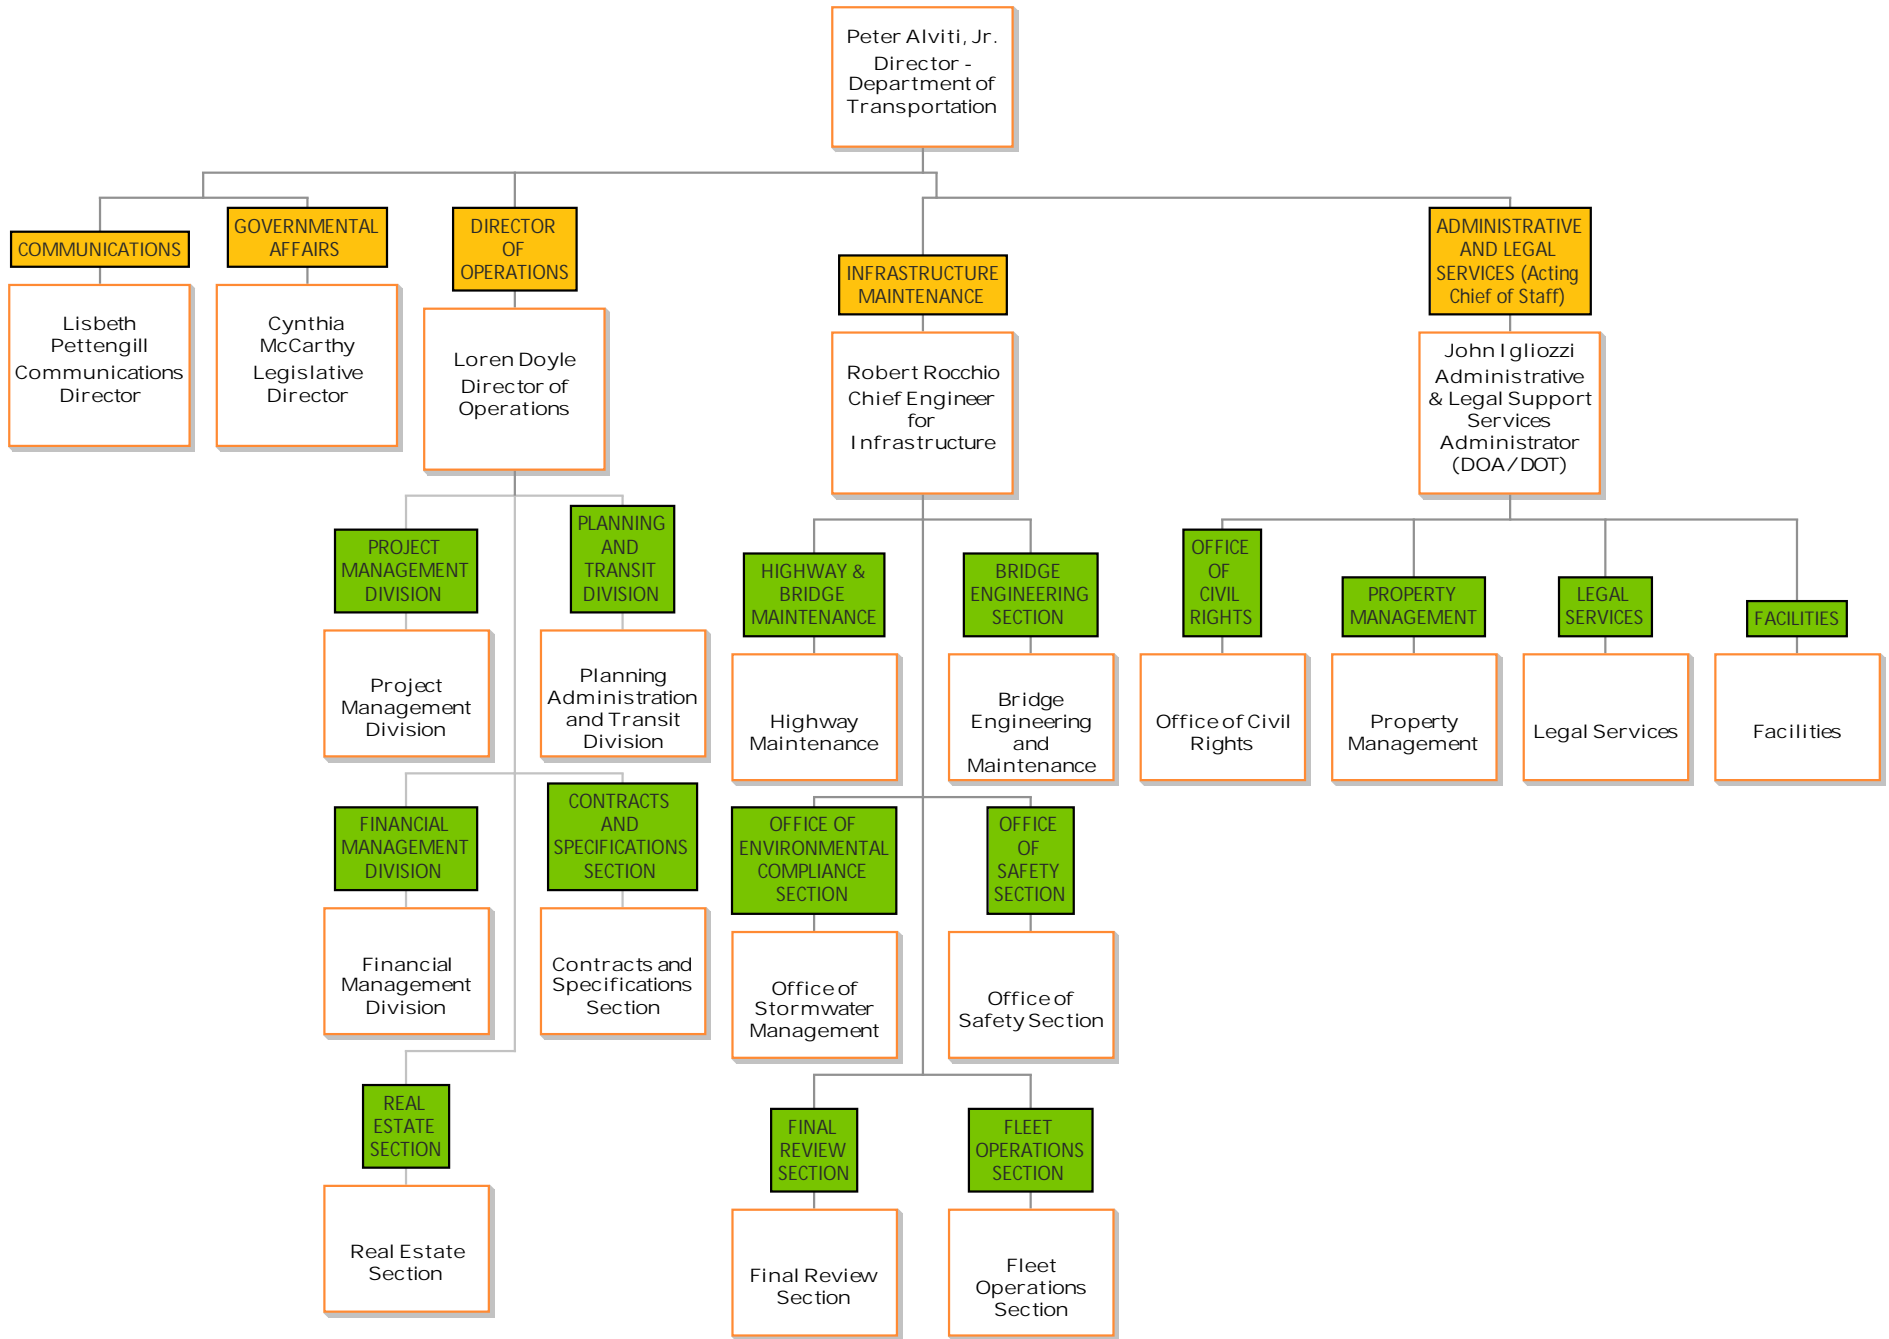 Peter Alviti, Jr.
Director -
Department of
Transportation
COMMUNICATIONS
Lisbeth
Pettengill
Communications
Director
GOVERNMENTAL
AFFAIRS
Cynthia
McCarthy
Legislative
Director
DIRECTOR
OF
OPERATIONS
Loren Doyle
Director of
Operations
INFRASTRUCTURE
MAINTENANCE
Robert Rocchio
Chief Engineer
for
Infrastructure
ADMINISTRATIVE
AND LEGAL
SERVICES (Acting
Chief of Staff)
John Igliozzi
Administrative
& Legal Support
Services
Administrator
(DOA/DOT)
PROJECT
MANAGEMENT
DIVISION
Project
Management
Division
PLANNING
AND
TRANSIT
DIVISION
Planning
Administration
and Transit
Division
FINANCIAL
MANAGEMENT
DIVISION
Financial
Management
Division
CONTRACTS
AND
SPECIFICATIONS
SECTION
Contracts and
Specifications
Section
REAL
ESTATE
SECTION
Real Estate
Section
HIGHWAY &
BRIDGE
MAINTENANCE
Highway
Maintenance
BRIDGE
ENGINEERING
SECTION
Bridge
Engineering
and
Maintenance
OFFICE OF
ENVIRONMENTAL
COMPLIANCE
SECTION
Office of
Stormwater
Management
OFFICE
OF
SAFETY
SECTION
Office of
Safety Section
FINAL
REVIEW
SECTION
Final Review
Section
FLEET
OPERATIONS
SECTION
Fleet
Operations
Section
OFFICE
OF
CIVIL
RIGHTS
Office of Civil
Rights
PROPERTY
MANAGEMENT
Property
Management
LEGAL
SERVICES
Legal Services
FACILITIES
Facilities